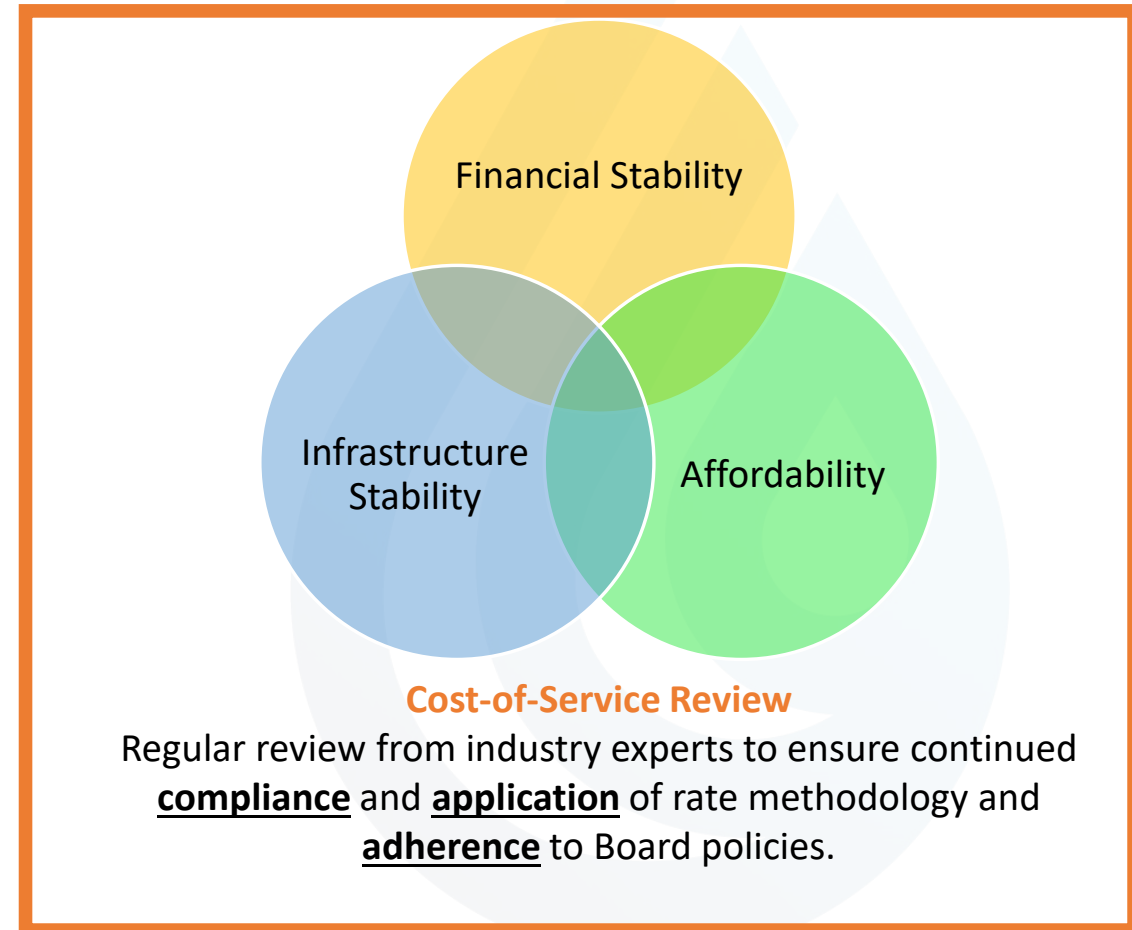 Financial Stability
Infrastructure
Stability
Affordability
Cost-of-Service Review
Regular review from industry experts to ensure continued
compliance and application of rate methodology and
adherence to Board policies.